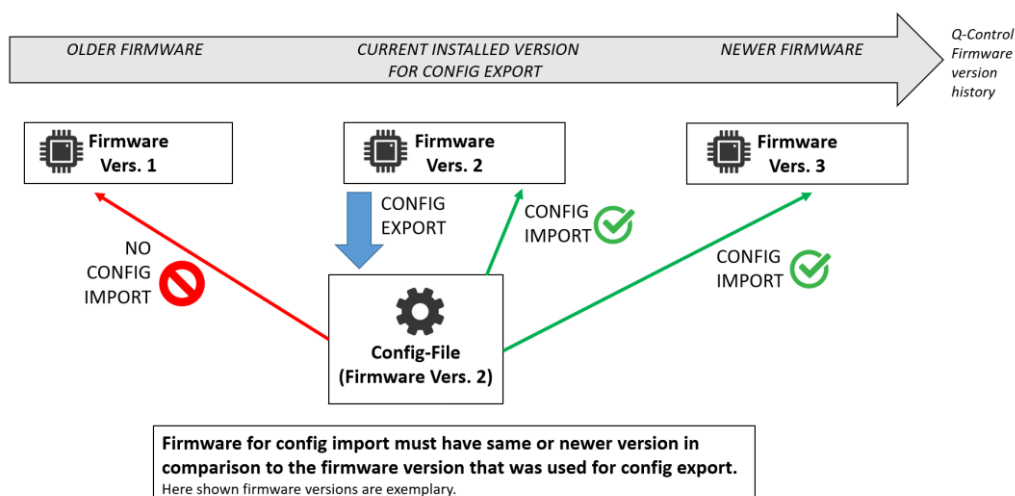 OLDER FIRMWARE
CURRENT INSTALLED VERSION
FOR CONFIG EXPORT
NEWER FIRMWARE
Q-Control
Firmware
version
history
Firmware
Vers. 1
Firmware
Vers. 2
Firmware
Vers. 3
CONFIG
EXPORT
CONFIG
IMPORT
NO
CONFIG
IMPORT
CONFIG
IMPORT
Config-File
(Firmware Vers. 2)
Firmware for config import must have same or newer version in
comparison to the firmware version that was used for config export.
Here shown firmware versions are exemplary.